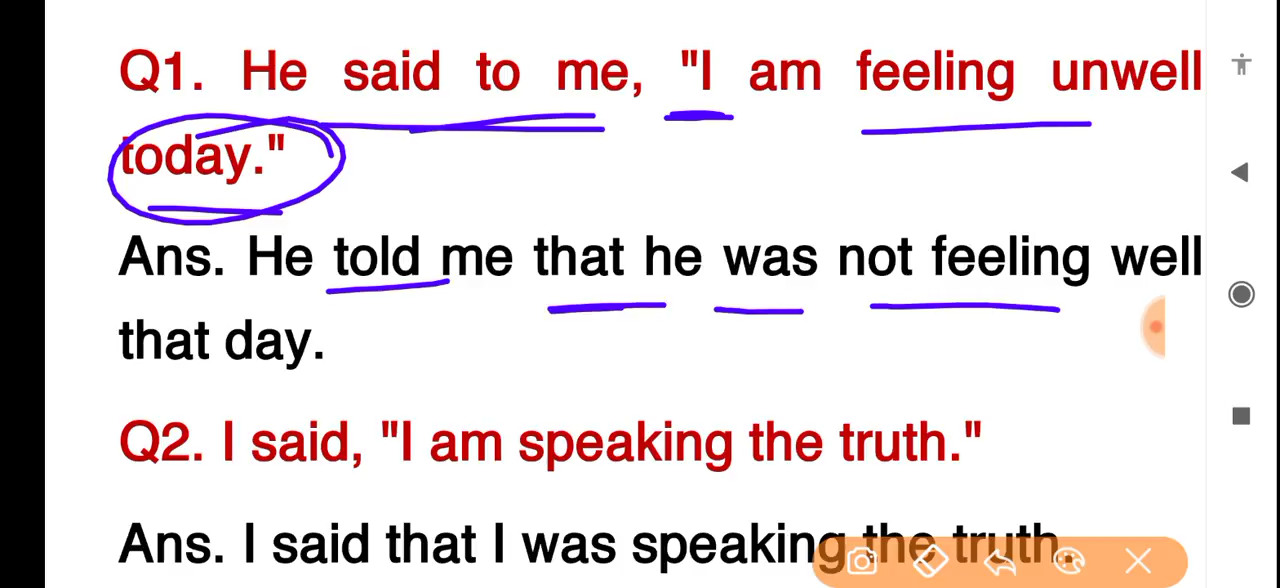 Q1. He said to me, "I am feeling unwell
today."
Ans. He told me that he was not feeling well
that day.
Q2. I said, "I am speaking the truth."
Ans. I said that I was speaking the truth.